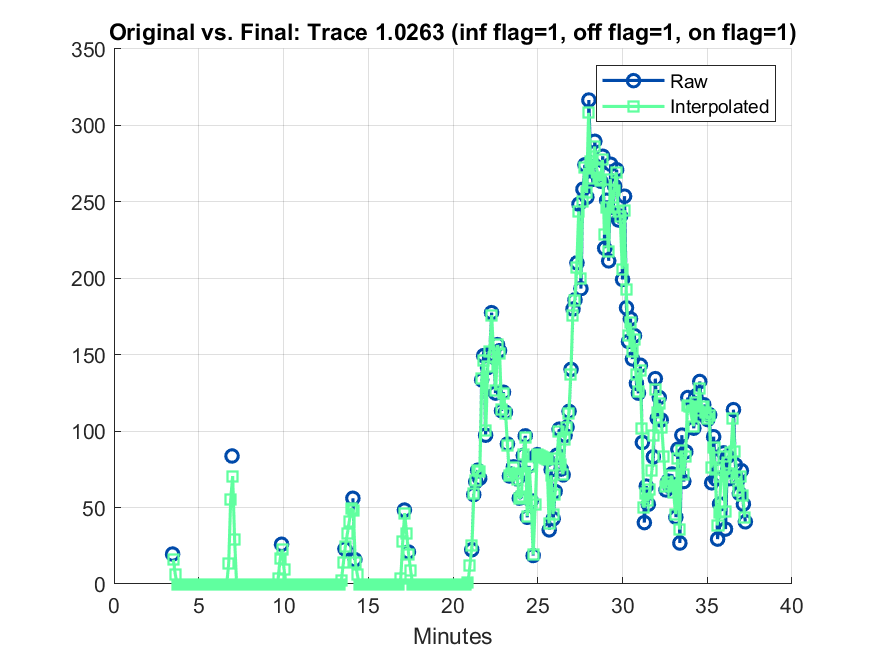 Original vs. Final: Trace 1.0263 (inf flag=1, off flag=1, on flag=1)
350
300
250
200
150
100
50
0
Raw
Interpolated
0 5 10 15 20 25 30 35 40
Minutes